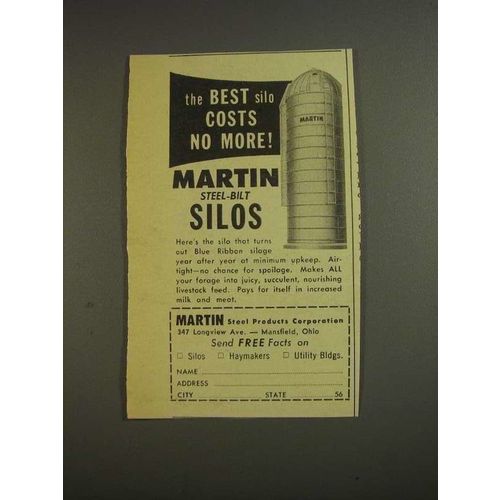 the BEST silo
COSTS
NO MORE!
MARTIN
MARTIN
STEEL-BILT
SILOS
Here's the silo that turns
out Blue Ribbon silage
year after year at minimum upkeep. Air-
tight—no chance for spoilage. Makes ALL
your forage into juicy, succulent, nourishing
livestock feed. Pays for itself in increased
milk and meat.
MARTIN Steel Products Corporation
347 Longview Ave. — Mansfield, Ohio
Send FREE Facts on
□ Silos □ Haymakers □ Utility Bldgs.
NAME
ADDRESS
CITY STATE 56